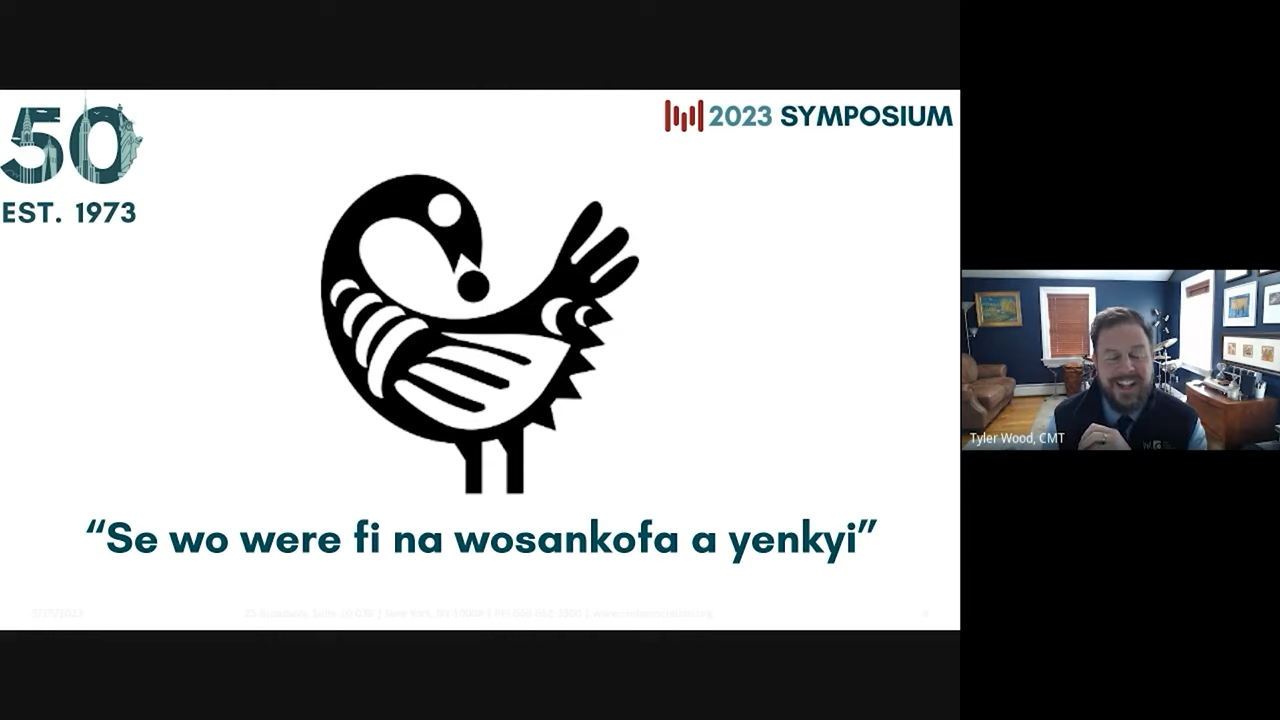 50
EST. 1973
2023 SYMPOSIUM
“Se wo were fi na wosankofa a yenkyi”
Tyler Wood, CMT